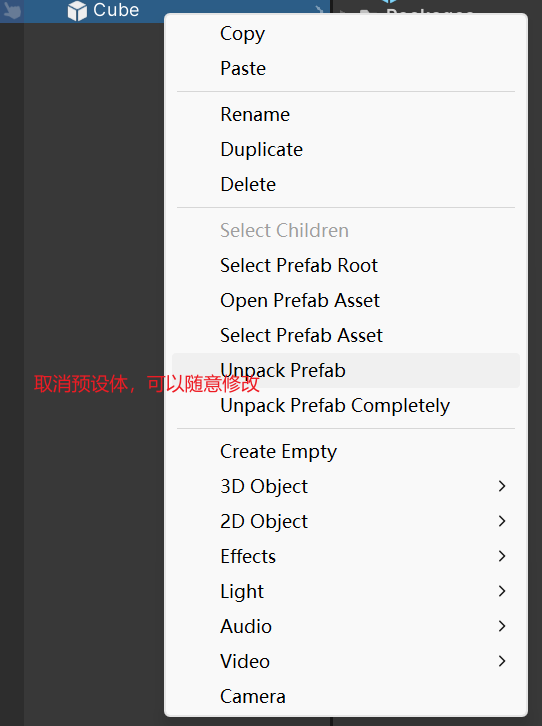 Cube
Packages
Copy
Paste
Rename
Duplicate
Delete
Select Children
Select Prefab Root
Open Prefab Asset
Select Prefab Asset
Unpack Prefab
取消预设体，可以随意修改
Unpack Prefab Completely
Create Empty
3D Object
2D Object
Effects
Light
Audio
Video
Camera